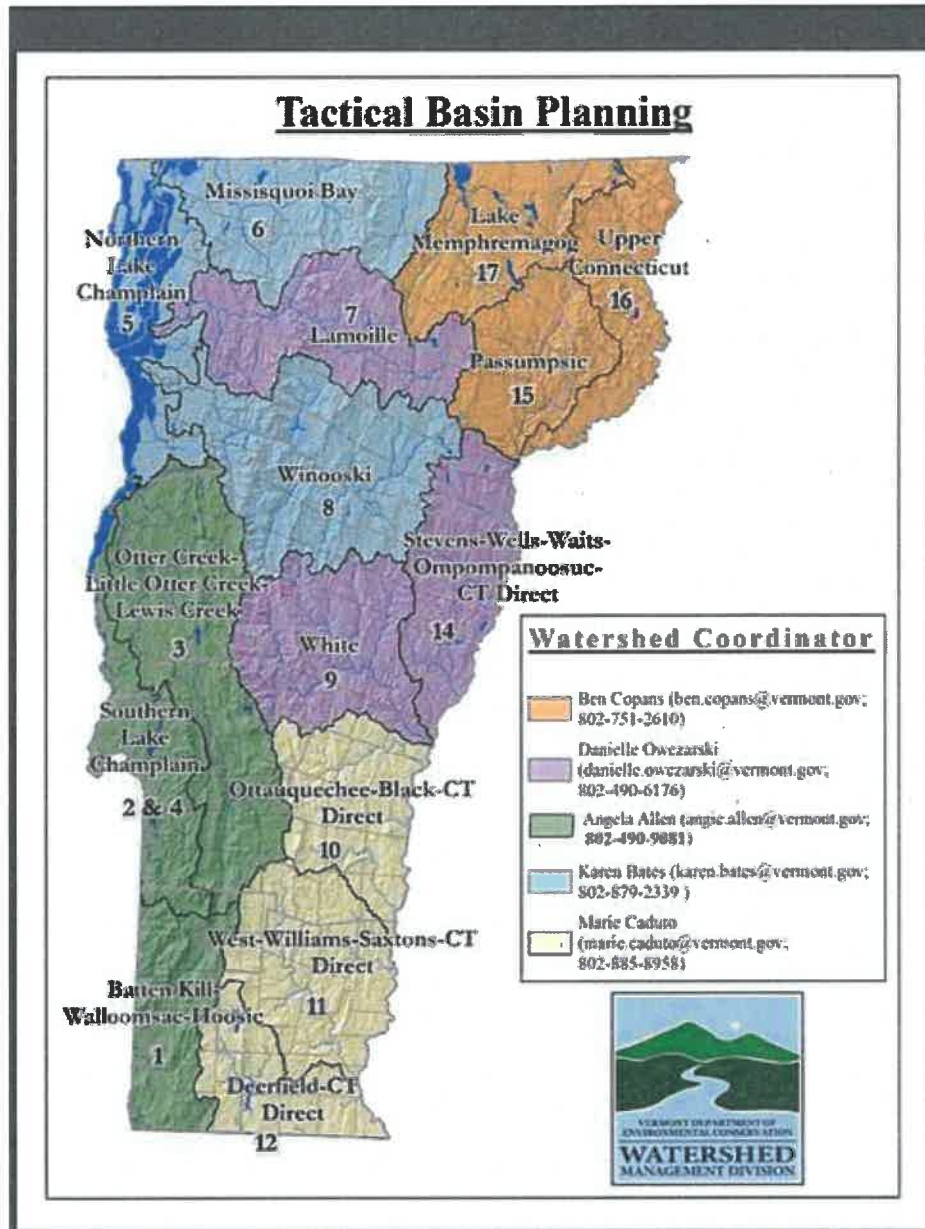 Tactical Basin Planning
Missisquoi Bay
6
Northern
Lake
Champlain
5
Lake
Memphremagog
17
Upper
Connecticut
16
7
Lamoille
Passumpsic
15
Winooski
8
Otter Creek-
Little Otter Creek-
Lewis Creek
3
Stevens-Wells-Waits-
Ompompanoosuc-
CT Direct
14
White
9
Southern
Lake
Champlain
2 & 4
Ottauquechee-Black-CT
Direct
10
West-Williams-Saxtons-CT
Direct
11
Batten Kill-
Walloomsac-Hoosic
1
Deerfield-CT
Direct
12
Watershed Coordinator
Ben Copans (ben.copans@vermont.gov;
802-751-2610)
Danielle Owczarski
(danielle.owczarski@vermont.gov;
802-490-6176)
Angela Allen (angie.allen@vermont.gov;
802-490-9081)
Karen Bates (karen.bates@vermont.gov;
802-879-2339 )
Marie Caduto
(marie.caduto@vermont.gov;
802-885-8958)
VERMONT DEPARTMENT OF
ENVIRONMENTAL CONSERVATION
WATERSHED
MANAGEMENT DIVISION